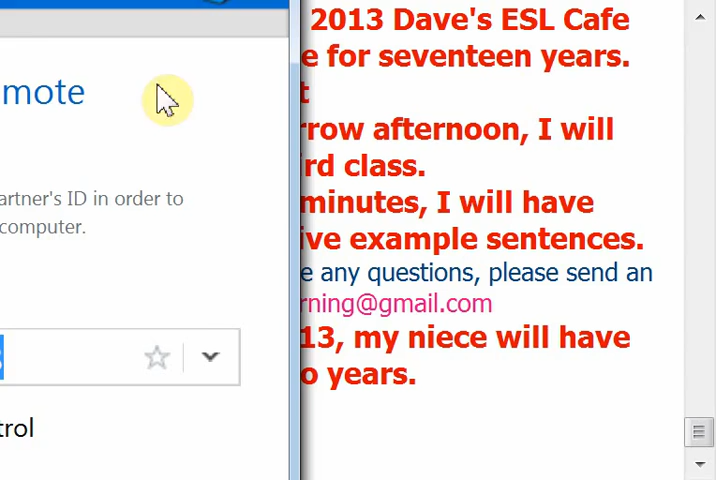 mote
artner's ID in order to
computer.
trol
2013 Dave's ESL Cafe
e for seventeen years.
t
rrow afternoon, I will
ird class.
minutes, I will have
ive example sentences.
e any questions, please send an
rning@gmail.com
13, my niece will have
o years.